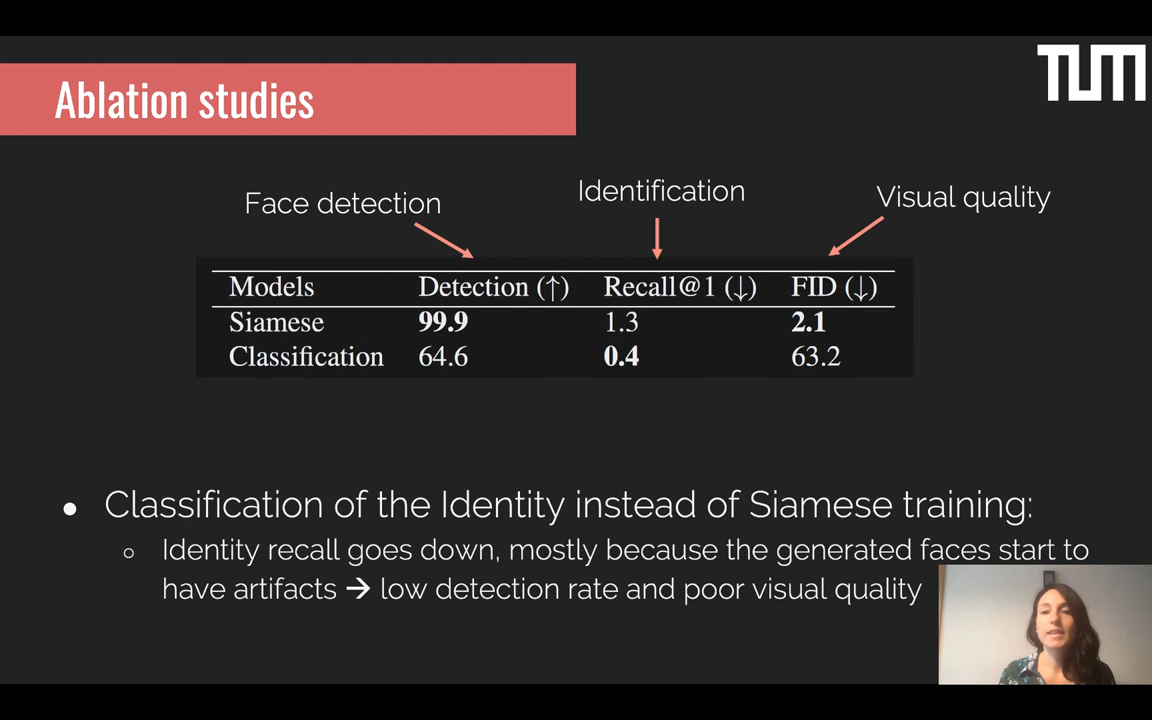 TUM
Ablation studies
Face detection
Identification
Visual quality
Models Detection (↑) Recall@1 (↓) FID (↓)
Siamese 99.9 1.3 2.1
Classification 64.6 0.4 63.2
● Classification of the Identity instead of Siamese training:
○ Identity recall goes down, mostly because the generated faces start to
have artifacts → low detection rate and poor visual quality